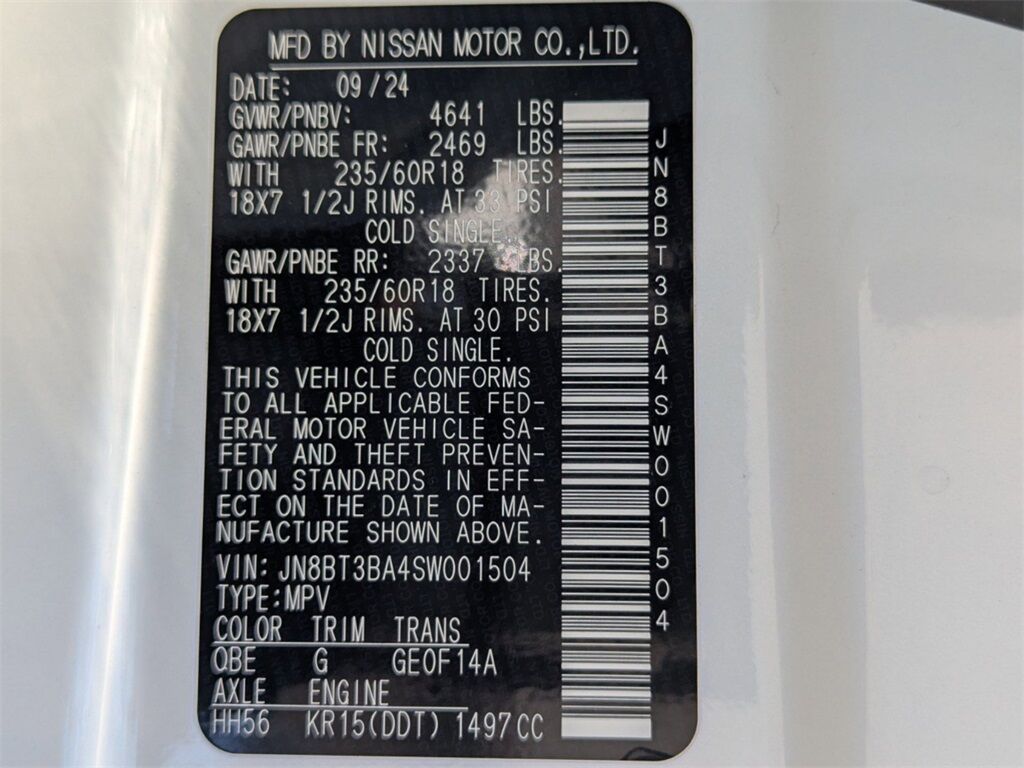 MFD BY NISSAN MOTOR CO.,LTD.
DATE: 09/24
GVWR/PNBV: 4641 LBS.
GAWR/PNBE FR: 2469 LBS.
WITH 235/60R18 TIRES.
18X7 1/2J RIMS. AT 33 PSI
COLD SINGLE.
GAWR/PNBE RR: 2337 LBS.
WITH 235/60R18 TIRES.
18X7 1/2J RIMS. AT 30 PSI
COLD SINGLE.
THIS VEHICLE CONFORMS
TO ALL APPLICABLE FED-
ERAL MOTOR VEHICLE SA-
FETY AND THEFT PREVEN-
TION STANDARDS IN EFF-
ECT ON THE DATE OF MA-
NUFACTURE SHOWN ABOVE.
VIN: JN8BT3BA4SW001504
TYPE:MPV
COLOR TRIM TRANS
QBE G GE0F14A
AXLE ENGINE
HH56 KR15(DDT) 1497CC
JN8BT3BA4SW001504